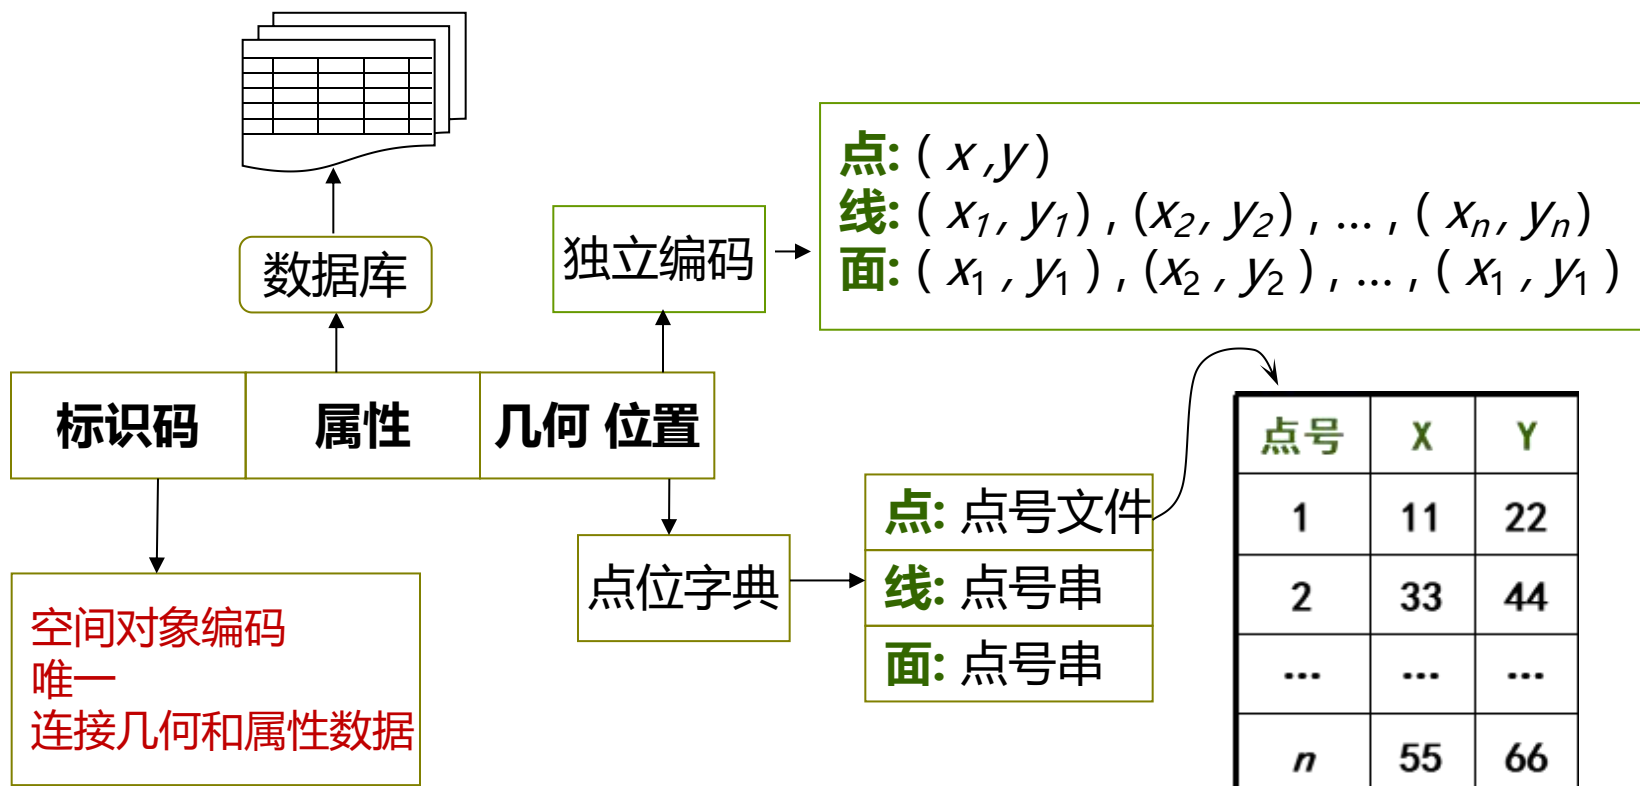 数据库
独立编码
点: ( x ,y )
线: ( x1 , y1 ) , (x2 , y2 ) , ... , ( xn , yn )
面: ( x1 , y1 ) , (x2 , y2 ) , ... , ( x1 , y1 )
标识码 属性 几何 位置
空间对象编码
唯一
连接几何和属性数据
点位字典
点: 点号文件
线: 点号串
面: 点号串
点号 X Y
1 11 22
2 33 44
... ... ...
n 55 66